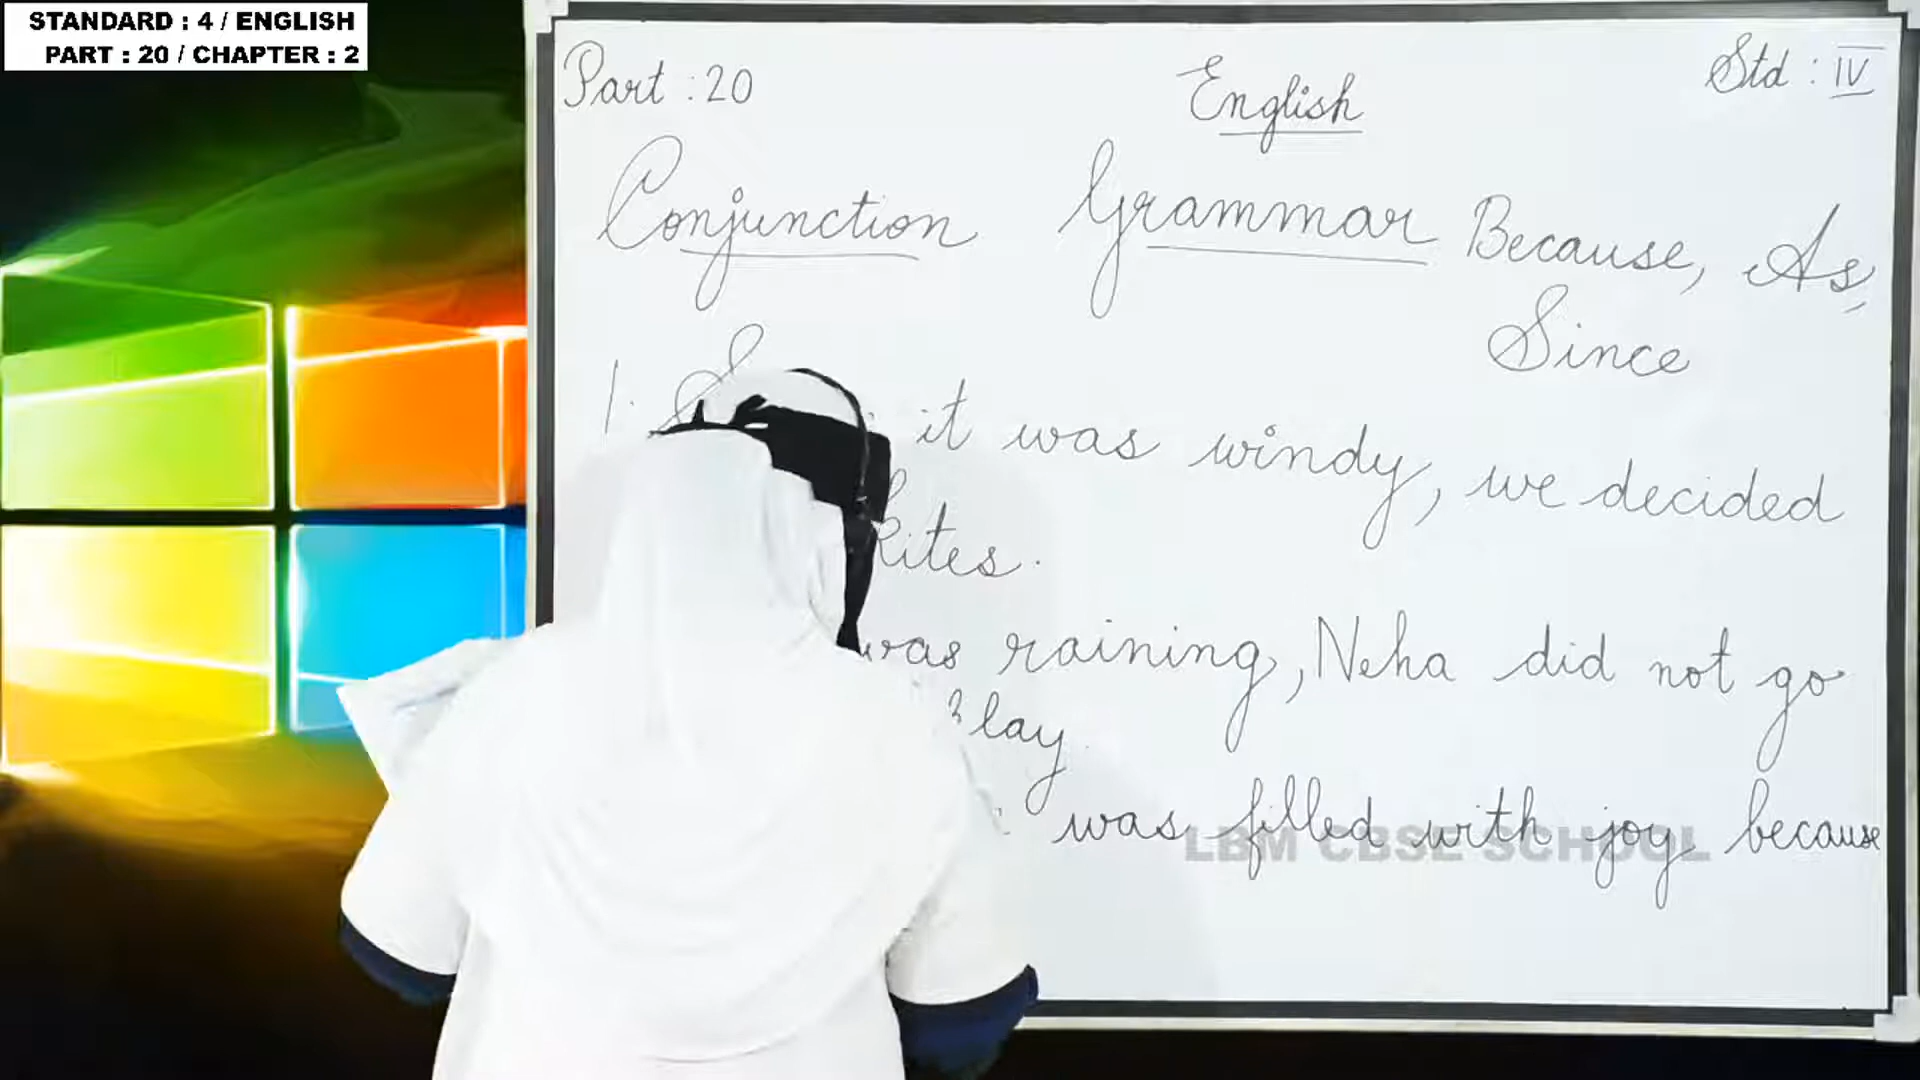 STANDARD : 4 / ENGLISH
PART : 20 / CHAPTER : 2
Part : 20
English
Std : IV
Conjunction
Grammar
Because, As,
Since
1. it was windy, we decided
kites.
was raining, Neha did not go
was filled with joy because
LBM CBSE SCHOOL